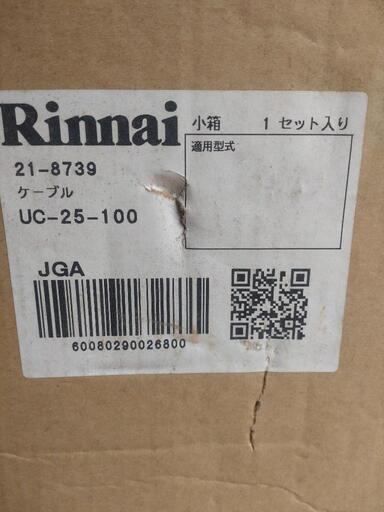 Rinnai
小箱 1 セット入り
適用型式
21-8739
ケーブル
UC-25-100
JGA
60080290026800